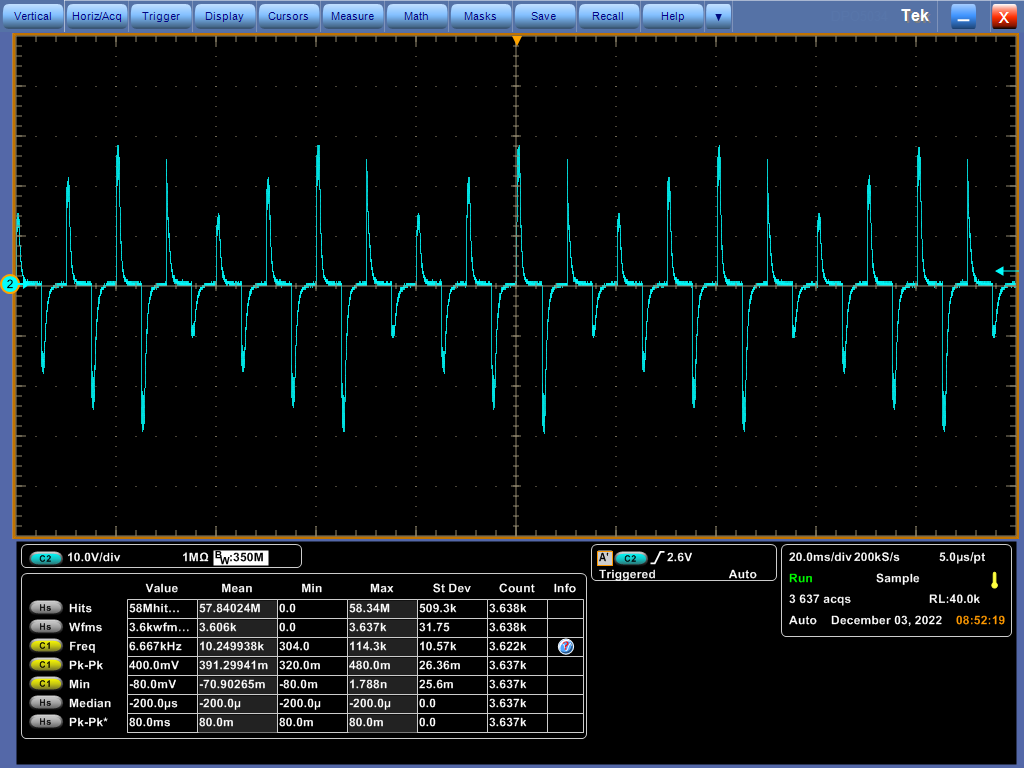 Vertical Horiz/Acq Trigger Display Cursors Measure Math Masks Save Recall Help ▼ Tek X
2
C2 10.0V/div 1MΩ BW:350M
A' C2 2.6V
Triggered Auto
20.0ms/div 200kS/s 5.0µs/pt
Run Sample
3 637 acqs RL:40.0k
Auto December 03, 2022 08:52:19
Value Mean Min Max St Dev Count Info
Hs Hits 58Mhit... 57.84024M 0.0 58.34M 509.3k 3.638k
Hs Wfms 3.6kwfm... 3.606k 0.0 3.637k 31.75 3.638k
C1 Freq 6.667kHz 10.249938k 304.0 114.3k 10.57k 3.622k
C1 Pk-Pk 400.0mV 391.29941m 320.0m 480.0m 26.36m 3.637k
C1 Min -80.0mV -70.90265m -80.0m 1.788n 25.6m 3.637k
Hs Median -200.0µs -200.0µ -200.0µ -200.0µ 0.0 3.637k
Hs Pk-Pk* 80.0ms 80.0m 80.0m 80.0m 0.0 3.637k